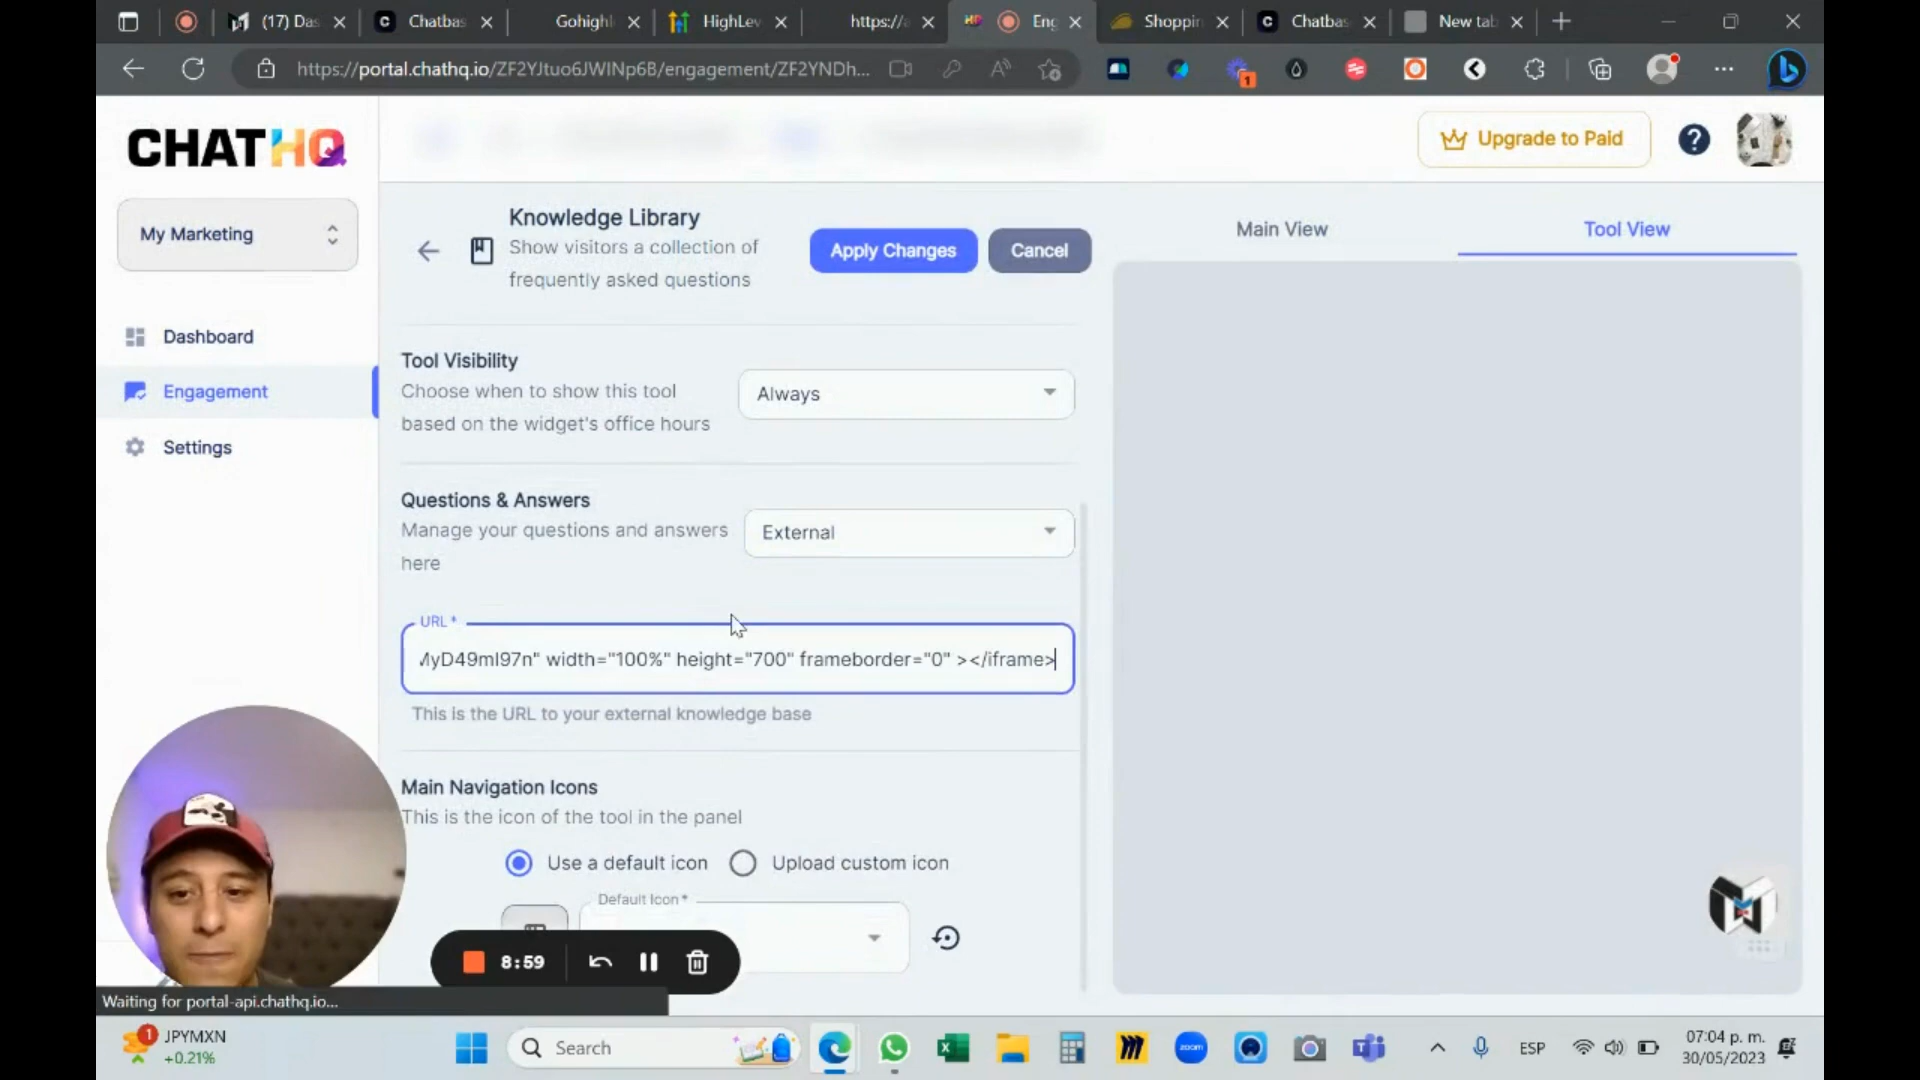 (17) Das
Chatbas
Gohighl
HighLev
https://a
Eng
Shoppin
Chatbas
New tab
https://portal.chathq.io/ZF2YJtuo6JWlNp6B/engagement/ZF2YNDh...
1
CHATHQ
Upgrade to Paid
My Marketing
Dashboard
Engagement
Settings
Knowledge Library
Show visitors a collection of
frequently asked questions
Apply Changes
Cancel
Main View
Tool View
Tool Visibility
Choose when to show this tool
based on the widget's office hours
Always
Questions & Answers
Manage your questions and answers
here
External
URL *
MyD49ml97n" width="100%" height="700" frameborder="0" ></iframe>
This is the URL to your external knowledge base
Main Navigation Icons
This is the icon of the tool in the panel
Use a default icon
Upload custom icon
Default Icon *
8:59
Waiting for portal-api.chathq.io...
1
JPYMXN
+0.21%
Search
zoom
ESP
07:04 p. m.
30/05/2023